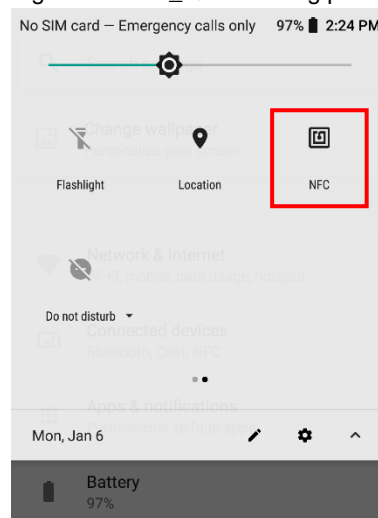 No SIM card — Emergency calls only 97% 2:24 PM
Change wallpaper
Personalize your screen
Flashlight Location NFC
Network & Internet
Wi-Fi, mobile, data usage, hotspot
Do not disturb
Connected devices
Bluetooth, Cast, NFC
Apps & notifications
Permissions, default apps
Mon, Jan 6
Battery
97%